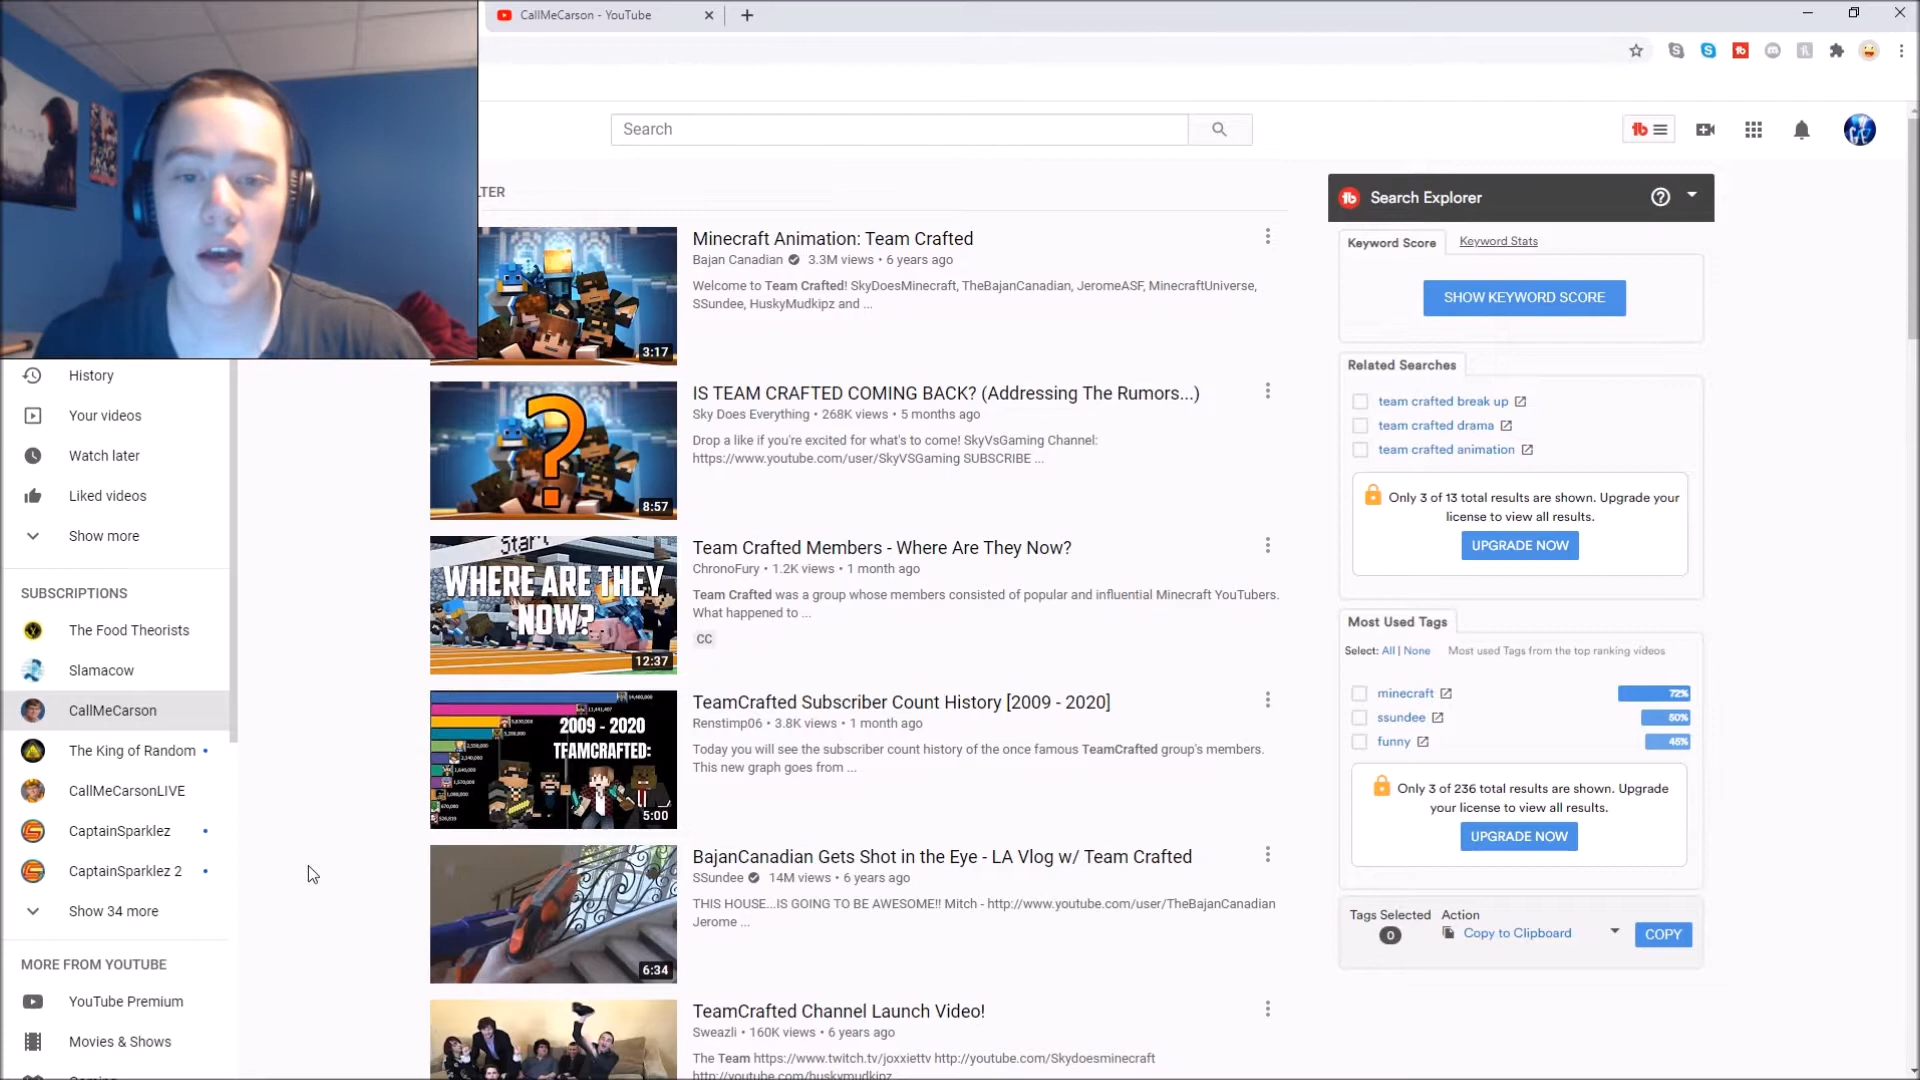 CallMeCarson - YouTube
Search
LTER
Minecraft Animation: Team Crafted
Bajan Canadian 3.3M views • 6 years ago
Welcome to Team Crafted! SkyDoesMinecraft, TheBajanCanadian, JeromeASF, MinecraftUniverse,
SSundee, HuskyMudkipz and ...
3:17
IS TEAM CRAFTED COMING BACK? (Addressing The Rumors...)
Sky Does Everything • 268K views • 5 months ago
Drop a like if you're excited for what's to come! SkyVsGaming Channel:
https://www.youtube.com/user/SkyVSGaming SUBSCRIBE ...
?
8:57
Team Crafted Members - Where Are They Now?
ChronoFury • 1.2K views • 1 month ago
Team Crafted was a group whose members consisted of popular and influential Minecraft YouTubers.
What happened to ...
CC
Start
WHERE ARE THEY
NOW?
12:37
TeamCrafted Subscriber Count History [2009 - 2020]
Renstimp06 • 3.8K views • 1 month ago
Today you will see the subscriber count history of the once famous TeamCrafted group's members.
This new graph goes from ...
2009 - 2020
TEAMCRAFTED:
5:00
BajanCanadian Gets Shot in the Eye - LA Vlog w/ Team Crafted
SSundee 14M views • 6 years ago
THIS HOUSE...IS GOING TO BE AWESOME!! Mitch - http://www.youtube.com/user/TheBajanCanadian
Jerome ...
6:34
TeamCrafted Channel Launch Video!
Sweazli • 160K views • 6 years ago
The Team https://www.twitch.tv/joxxiettv http://youtube.com/Skydoesminecraft
http://youtube.com/huskymudkipz
History
Your videos
Watch later
Liked videos
Show more
SUBSCRIPTIONS
The Food Theorists
Slamacow
CallMeCarson
The King of Random
CallMeCarsonLIVE
CaptainSparklez
CaptainSparklez 2
Show 34 more
MORE FROM YOUTUBE
YouTube Premium
Movies & Shows
Gaming
Search Explorer
Keyword Score Keyword Stats
SHOW KEYWORD SCORE
Related Searches
team crafted break up
team crafted drama
team crafted animation
Only 3 of 13 total results are shown. Upgrade your
license to view all results.
UPGRADE NOW
Most Used Tags
Select: All | None Most used Tags from the top ranking videos
minecraft 72%
ssundee 50%
funny 45%
Only 3 of 236 total results are shown. Upgrade
your license to view all results.
UPGRADE NOW
Tags Selected Action
0 Copy to Clipboard COPY